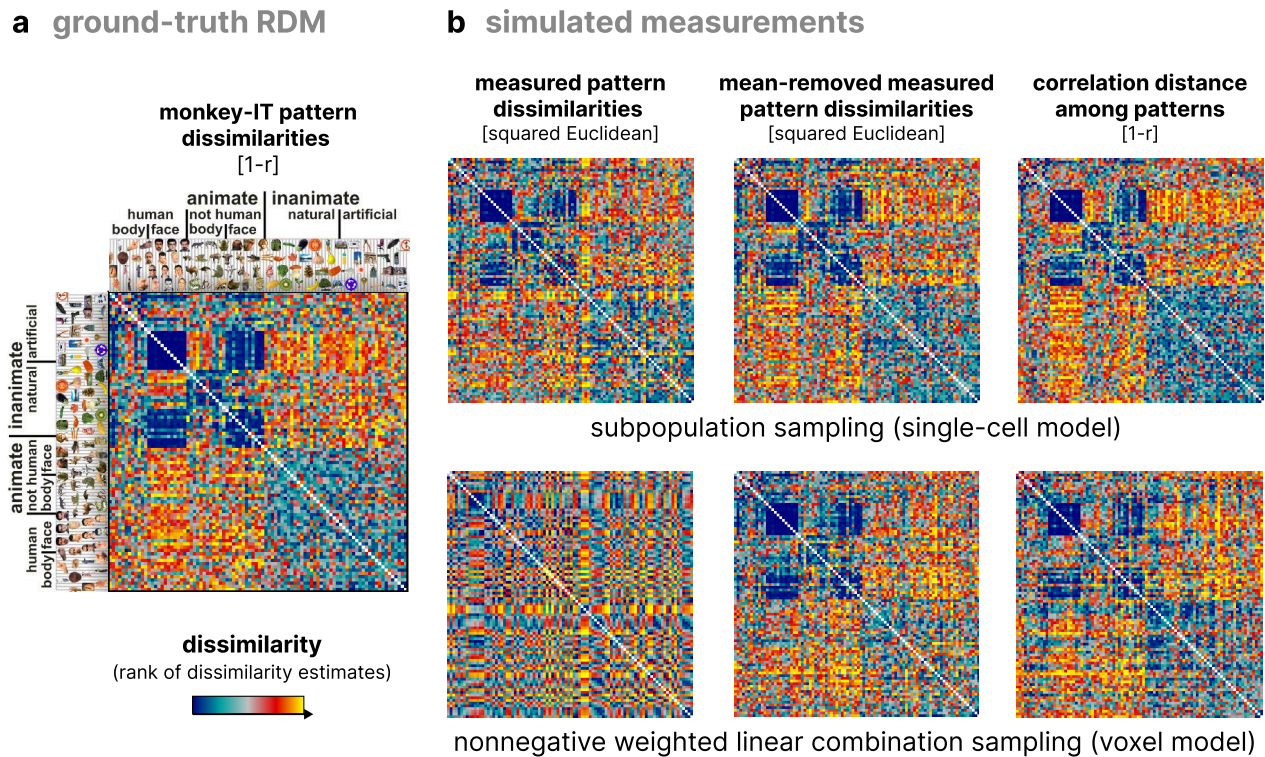 a ground-truth RDM
monkey-IT pattern
dissimilarities
[1-r]
animate inanimate
human not human natural artificial
body face body face
inanimate
natural artificial
animate
not human
body face
human
body face
dissimilarity
(rank of dissimilarity estimates)
b simulated measurements
measured pattern
dissimilarities
[squared Euclidean]
mean-removed measured
pattern dissimilarities
[squared Euclidean]
correlation distance
among patterns
[1-r]
subpopulation sampling (single-cell model)
nonnegative weighted linear combination sampling (voxel model)